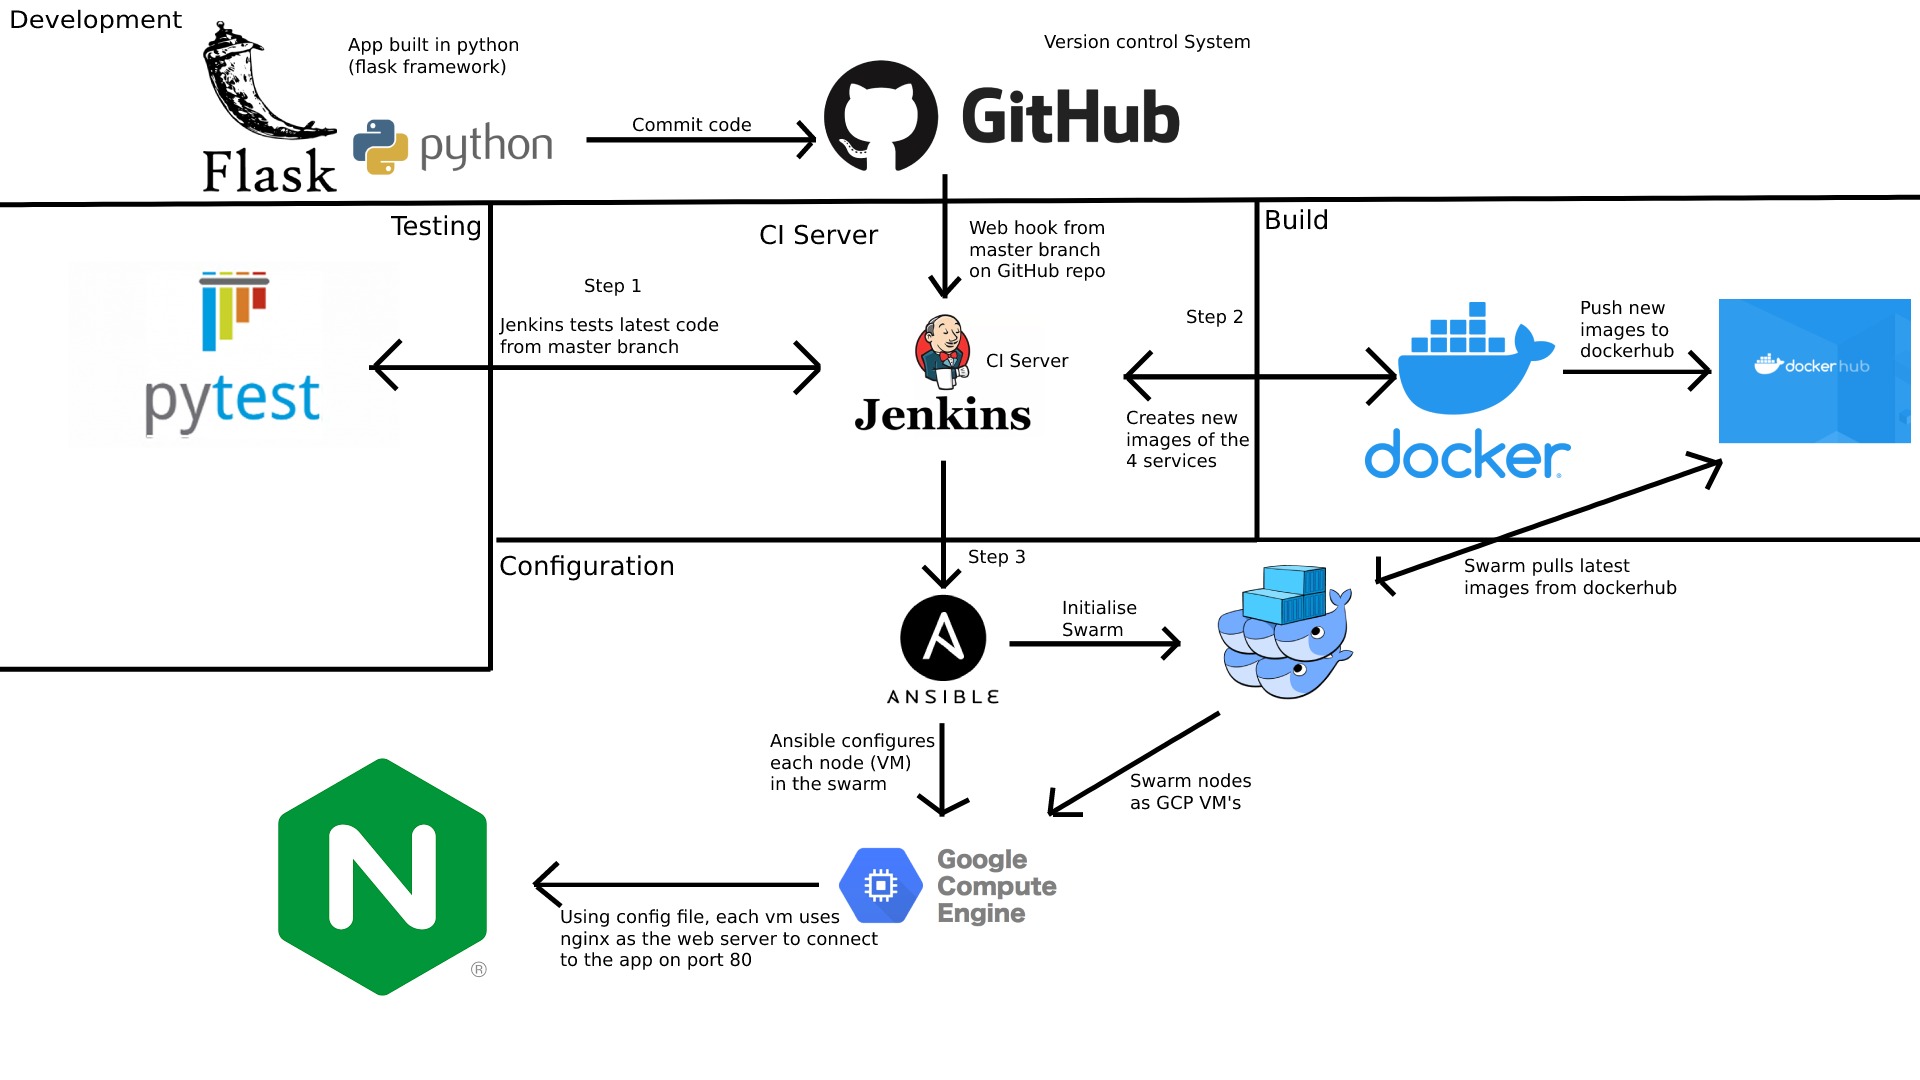 Development
App built in python
(flask framework)
Version control System
Flask
python
Commit code
GitHub
Testing
CI Server
Web hook from
master branch
on GitHub repo
Build
Step 1
Jenkins tests latest code
from master branch
pytest
CI Server
Jenkins
Step 2
Creates new
images of the
4 services
docker
Push new
images to
dockerhub
docker hub
Configuration
Step 3
Initialise
Swarm
Swarm pulls latest
images from dockerhub
ANSIBLE
Ansible configures
each node (VM)
in the swarm
Swarm nodes
as GCP VM's
N
®
Google
Compute
Engine
Using config file, each vm uses
nginx as the web server to connect
to the app on port 80